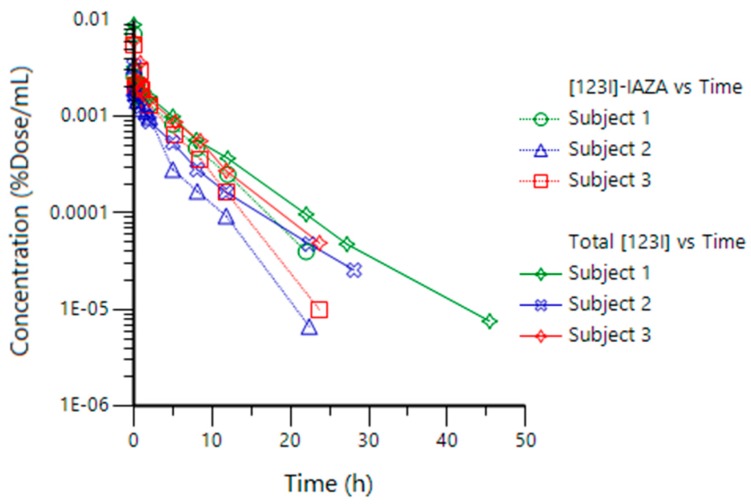 0.01
0.001
0.0001
1E-05
1E-06
Concentration (%Dose/mL)
0 10 20 30 40 50
Time (h)
[123I]-IAZA vs Time
Subject 1
Subject 2
Subject 3
Total [123I] vs Time
Subject 1
Subject 2
Subject 3